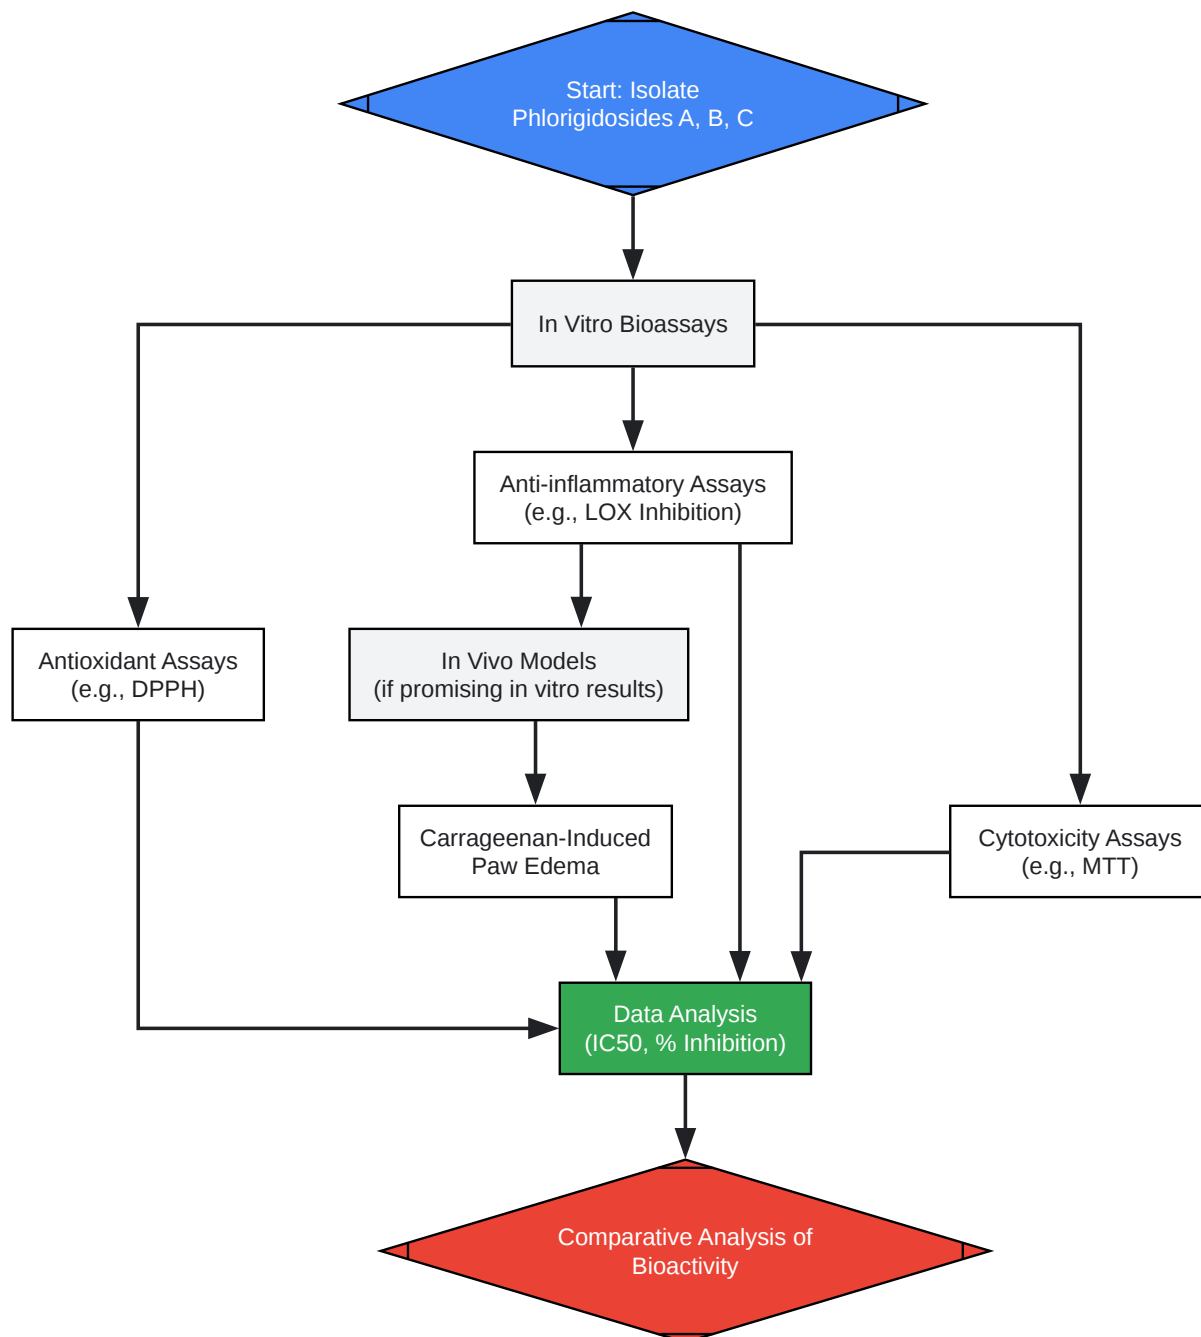 Start: Isolate
Phlorigidosides A, B, C
In Vitro Bioassays
Anti-inflammatory Assays
(e.g., LOX Inhibition)
Antioxidant Assays
(e.g., DPPH)
In Vivo Models
(if promising in vitro results)
Carrageenan-Induced
Paw Edema
Cytotoxicity Assays
(e.g., MTT)
Data Analysis
(IC50, % Inhibition)
Comparative Analysis of
Bioactivity